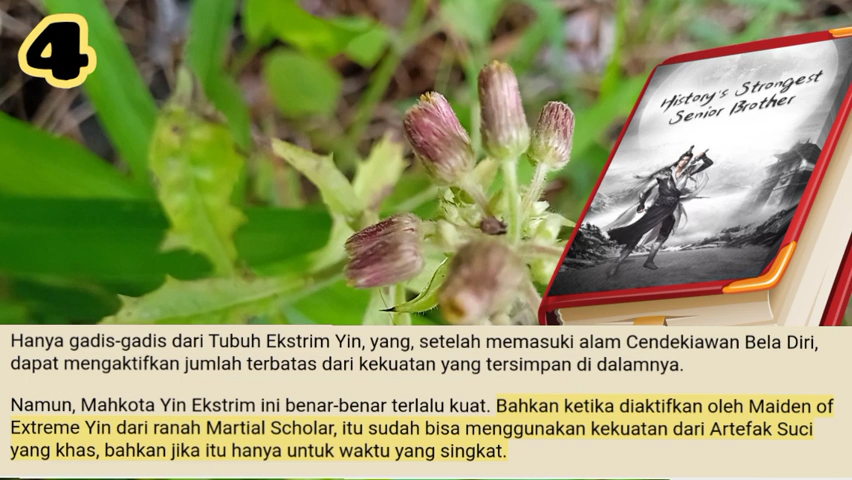 4
History's Strongest
Senior Brother
Hanya gadis-gadis dari Tubuh Ekstrim Yin, yang, setelah memasuki alam Cendekiawan Bela Diri,
dapat mengaktifkan jumlah terbatas dari kekuatan yang tersimpan di dalamnya.
Namun, Mahkota Yin Ekstrim ini benar-benar terlalu kuat. Bahkan ketika diaktifkan oleh Maiden of
Extreme Yin dari ranah Martial Scholar, itu sudah bisa menggunakan kekuatan dari Artefak Suci
yang khas, bahkan jika itu hanya untuk waktu yang singkat.